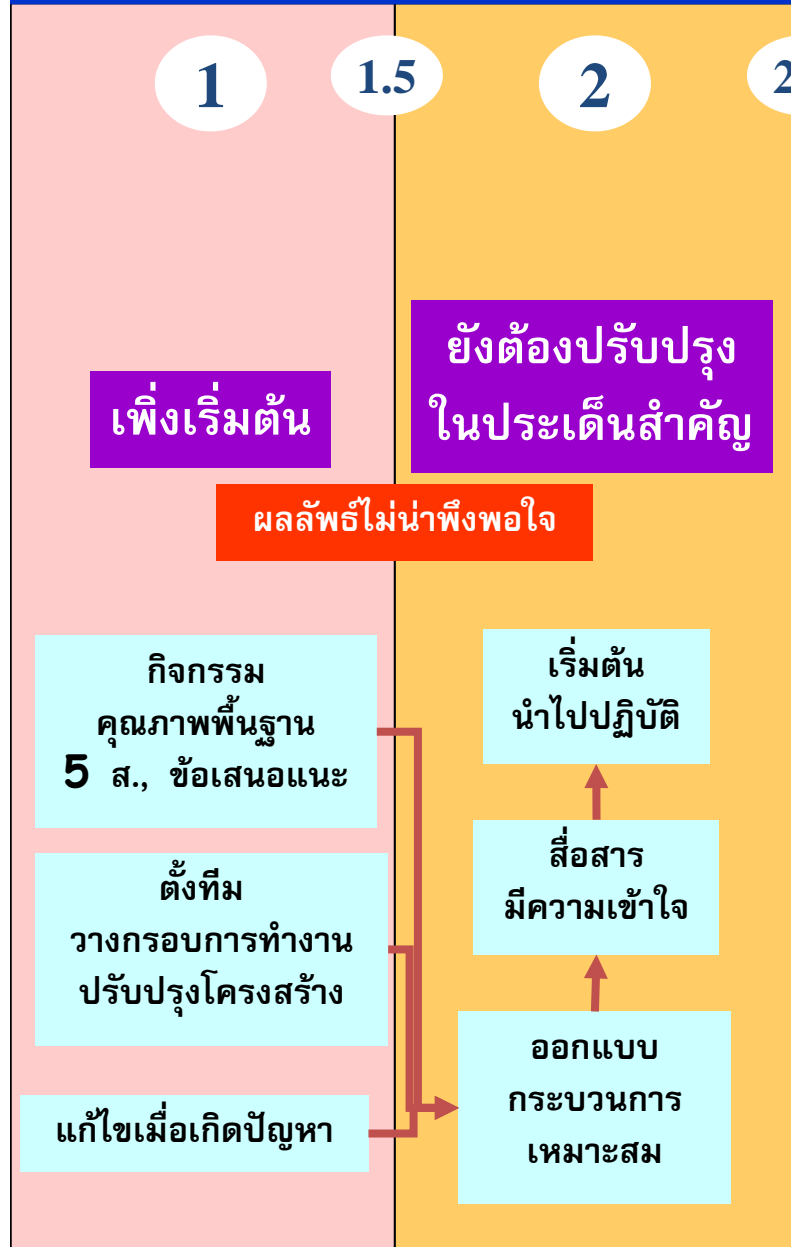 1
1.5
2
2
เพิ่งเริ่มต้น
ยังต้องปรับปรุง
ในประเด็นสำคัญ
ผลลัพธ์ไม่น่าพึงพอใจ
กิจกรรม
คุณภาพพื้นฐาน
5 ส., ข้อเสนอแนะ
ตั้งทีม
วางกรอบการทำงาน
ปรับปรุงโครงสร้าง
แก้ไขเมื่อเกิดปัญหา
เริ่มต้น
นำไปปฏิบัติ
สื่อสาร
มีความเข้าใจ
ออกแบบ
กระบวนการ
เหมาะสม